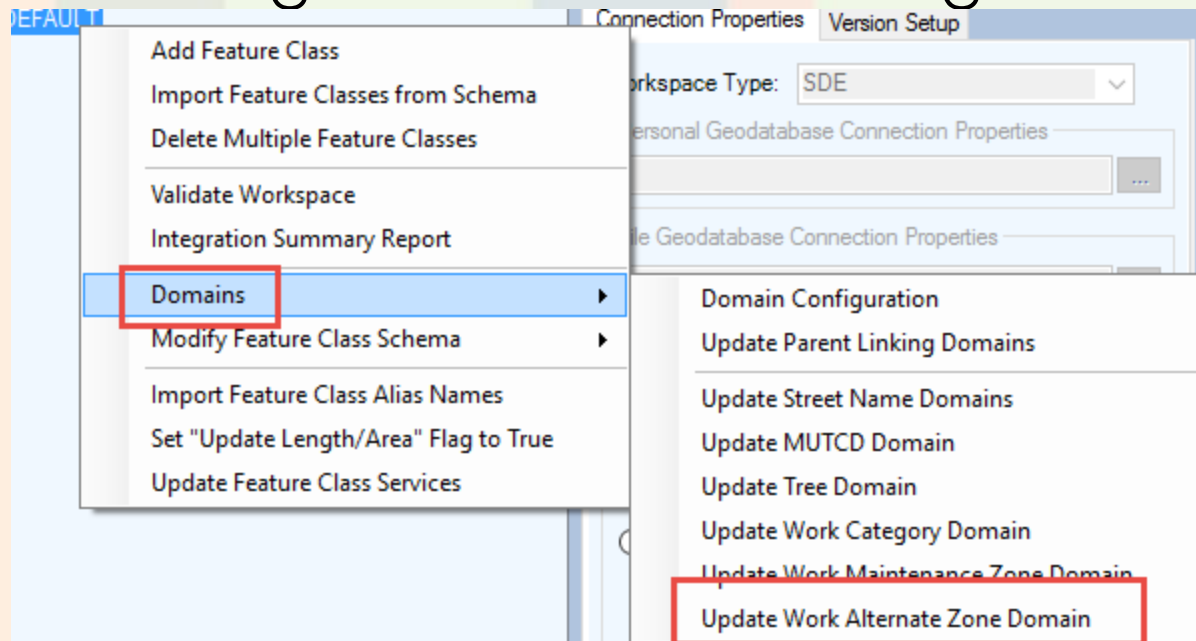 DEFAULT
Add Feature Class
Import Feature Classes from Schema
Delete Multiple Feature Classes
Validate Workspace
Integration Summary Report
Domains
Modify Feature Class Schema
Import Feature Class Alias Names
Set "Update Length/Area" Flag to True
Update Feature Class Services
Connection Properties Version Setup
orkspace Type: SDE
ersonal Geodatabase Connection Properties
...
ile Geodatabase Connection Properties
Domain Configuration
Update Parent Linking Domains
Update Street Name Domains
Update MUTCD Domain
Update Tree Domain
Update Work Category Domain
Update Work Maintenance Zone Domain
Update Work Alternate Zone Domain